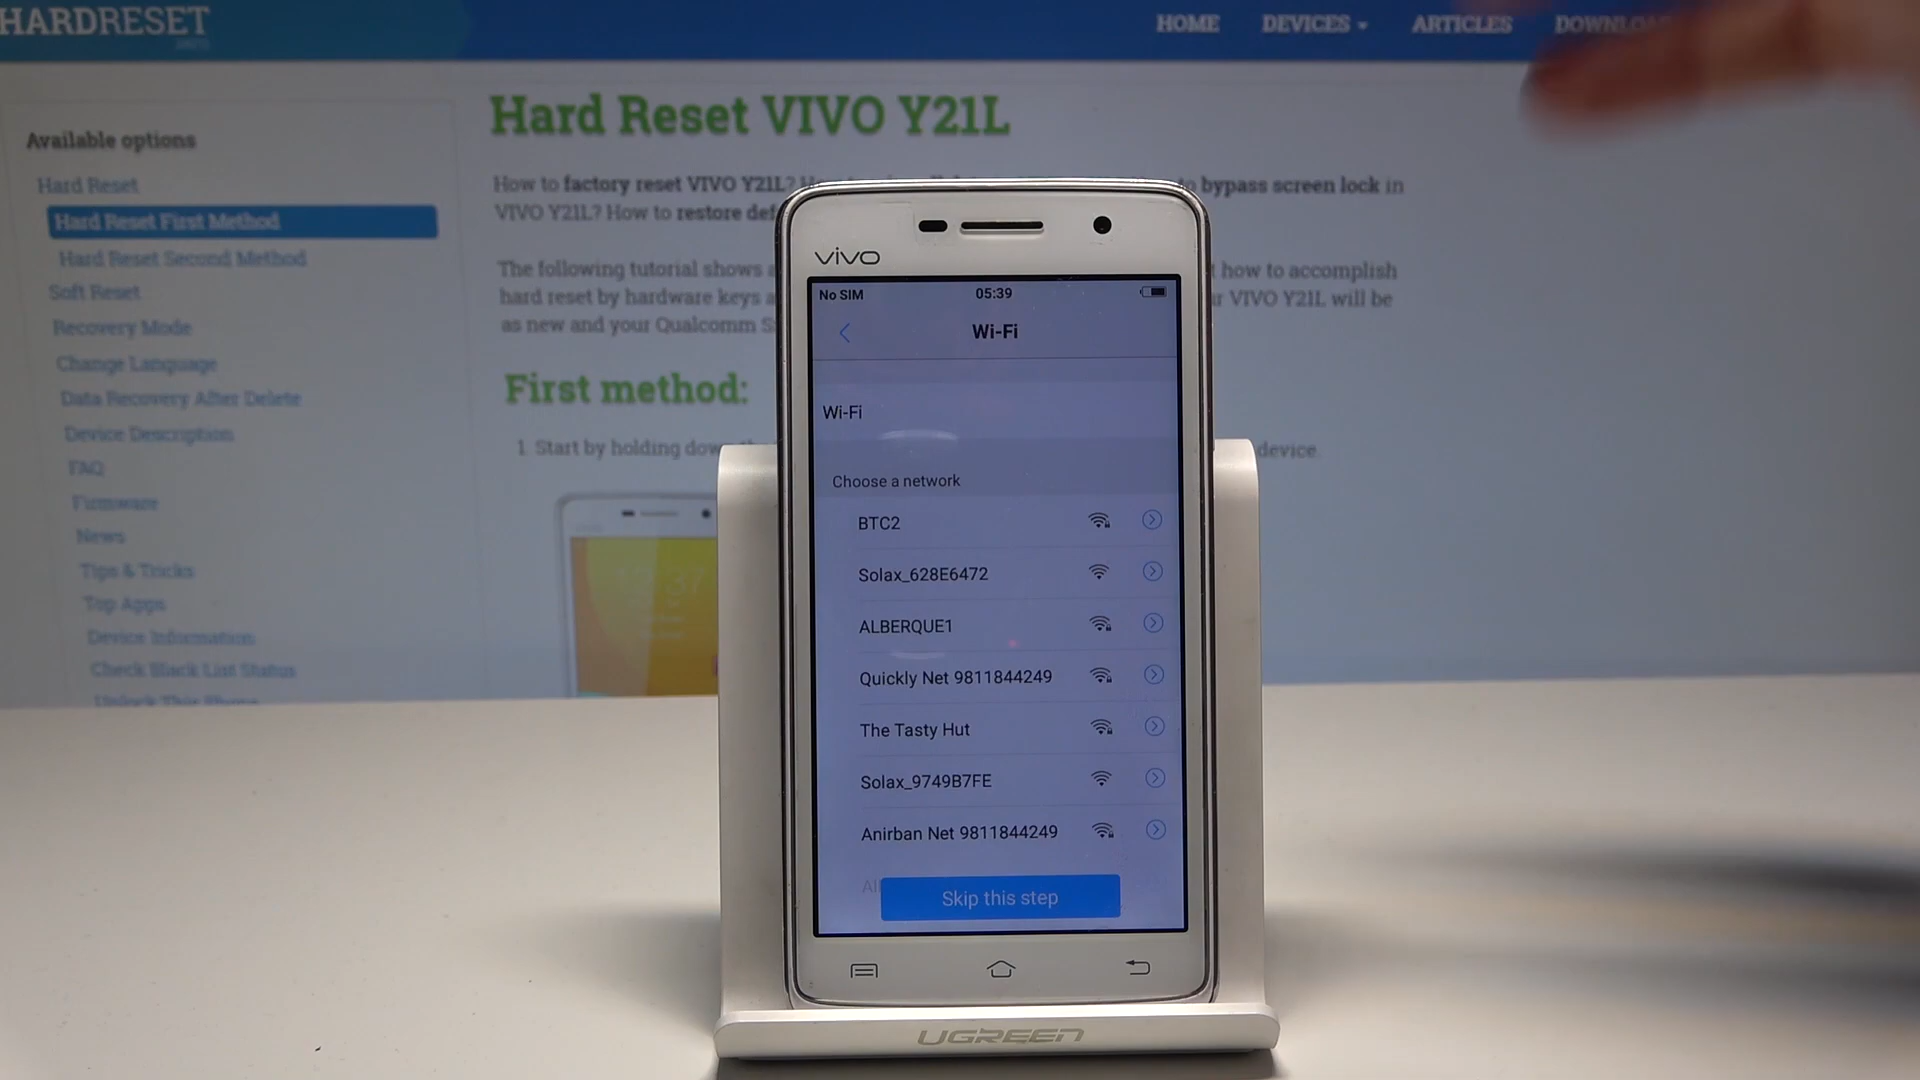 HARDRESET
HOME
DEVICES
ARTICLES
Hard Reset VIVO Y21L
Available options
Hard Reset
Hard Reset First Method
Hard Reset Second Method
Soft Reset
Recovery Mode
Change Language
Data Recovery After Delete
Device Description
FAQ
Firmware
News
Tips & Tricks
Top Apps
Device Information
Check Black List Status
Unlock This Phone
How to factory reset VIVO Y21L?
to bypass screen lock in
VIVO Y21L? How to restore
The following tutorial shows
how to accomplish
hard reset by hardware keys
VIVO Y21L will be
as new and your Qualcomm
First method:
1. Start by holding
device.
vivo
No SIM
05:39
Wi-Fi
Wi-Fi
Choose a network
BTC2
Solax_628E6472
ALBERQUE1
Quickly Net 9811844249
The Tasty Hut
Solax_9749B7FE
Anirban Net 9811844249
Skip this step
UGREEN